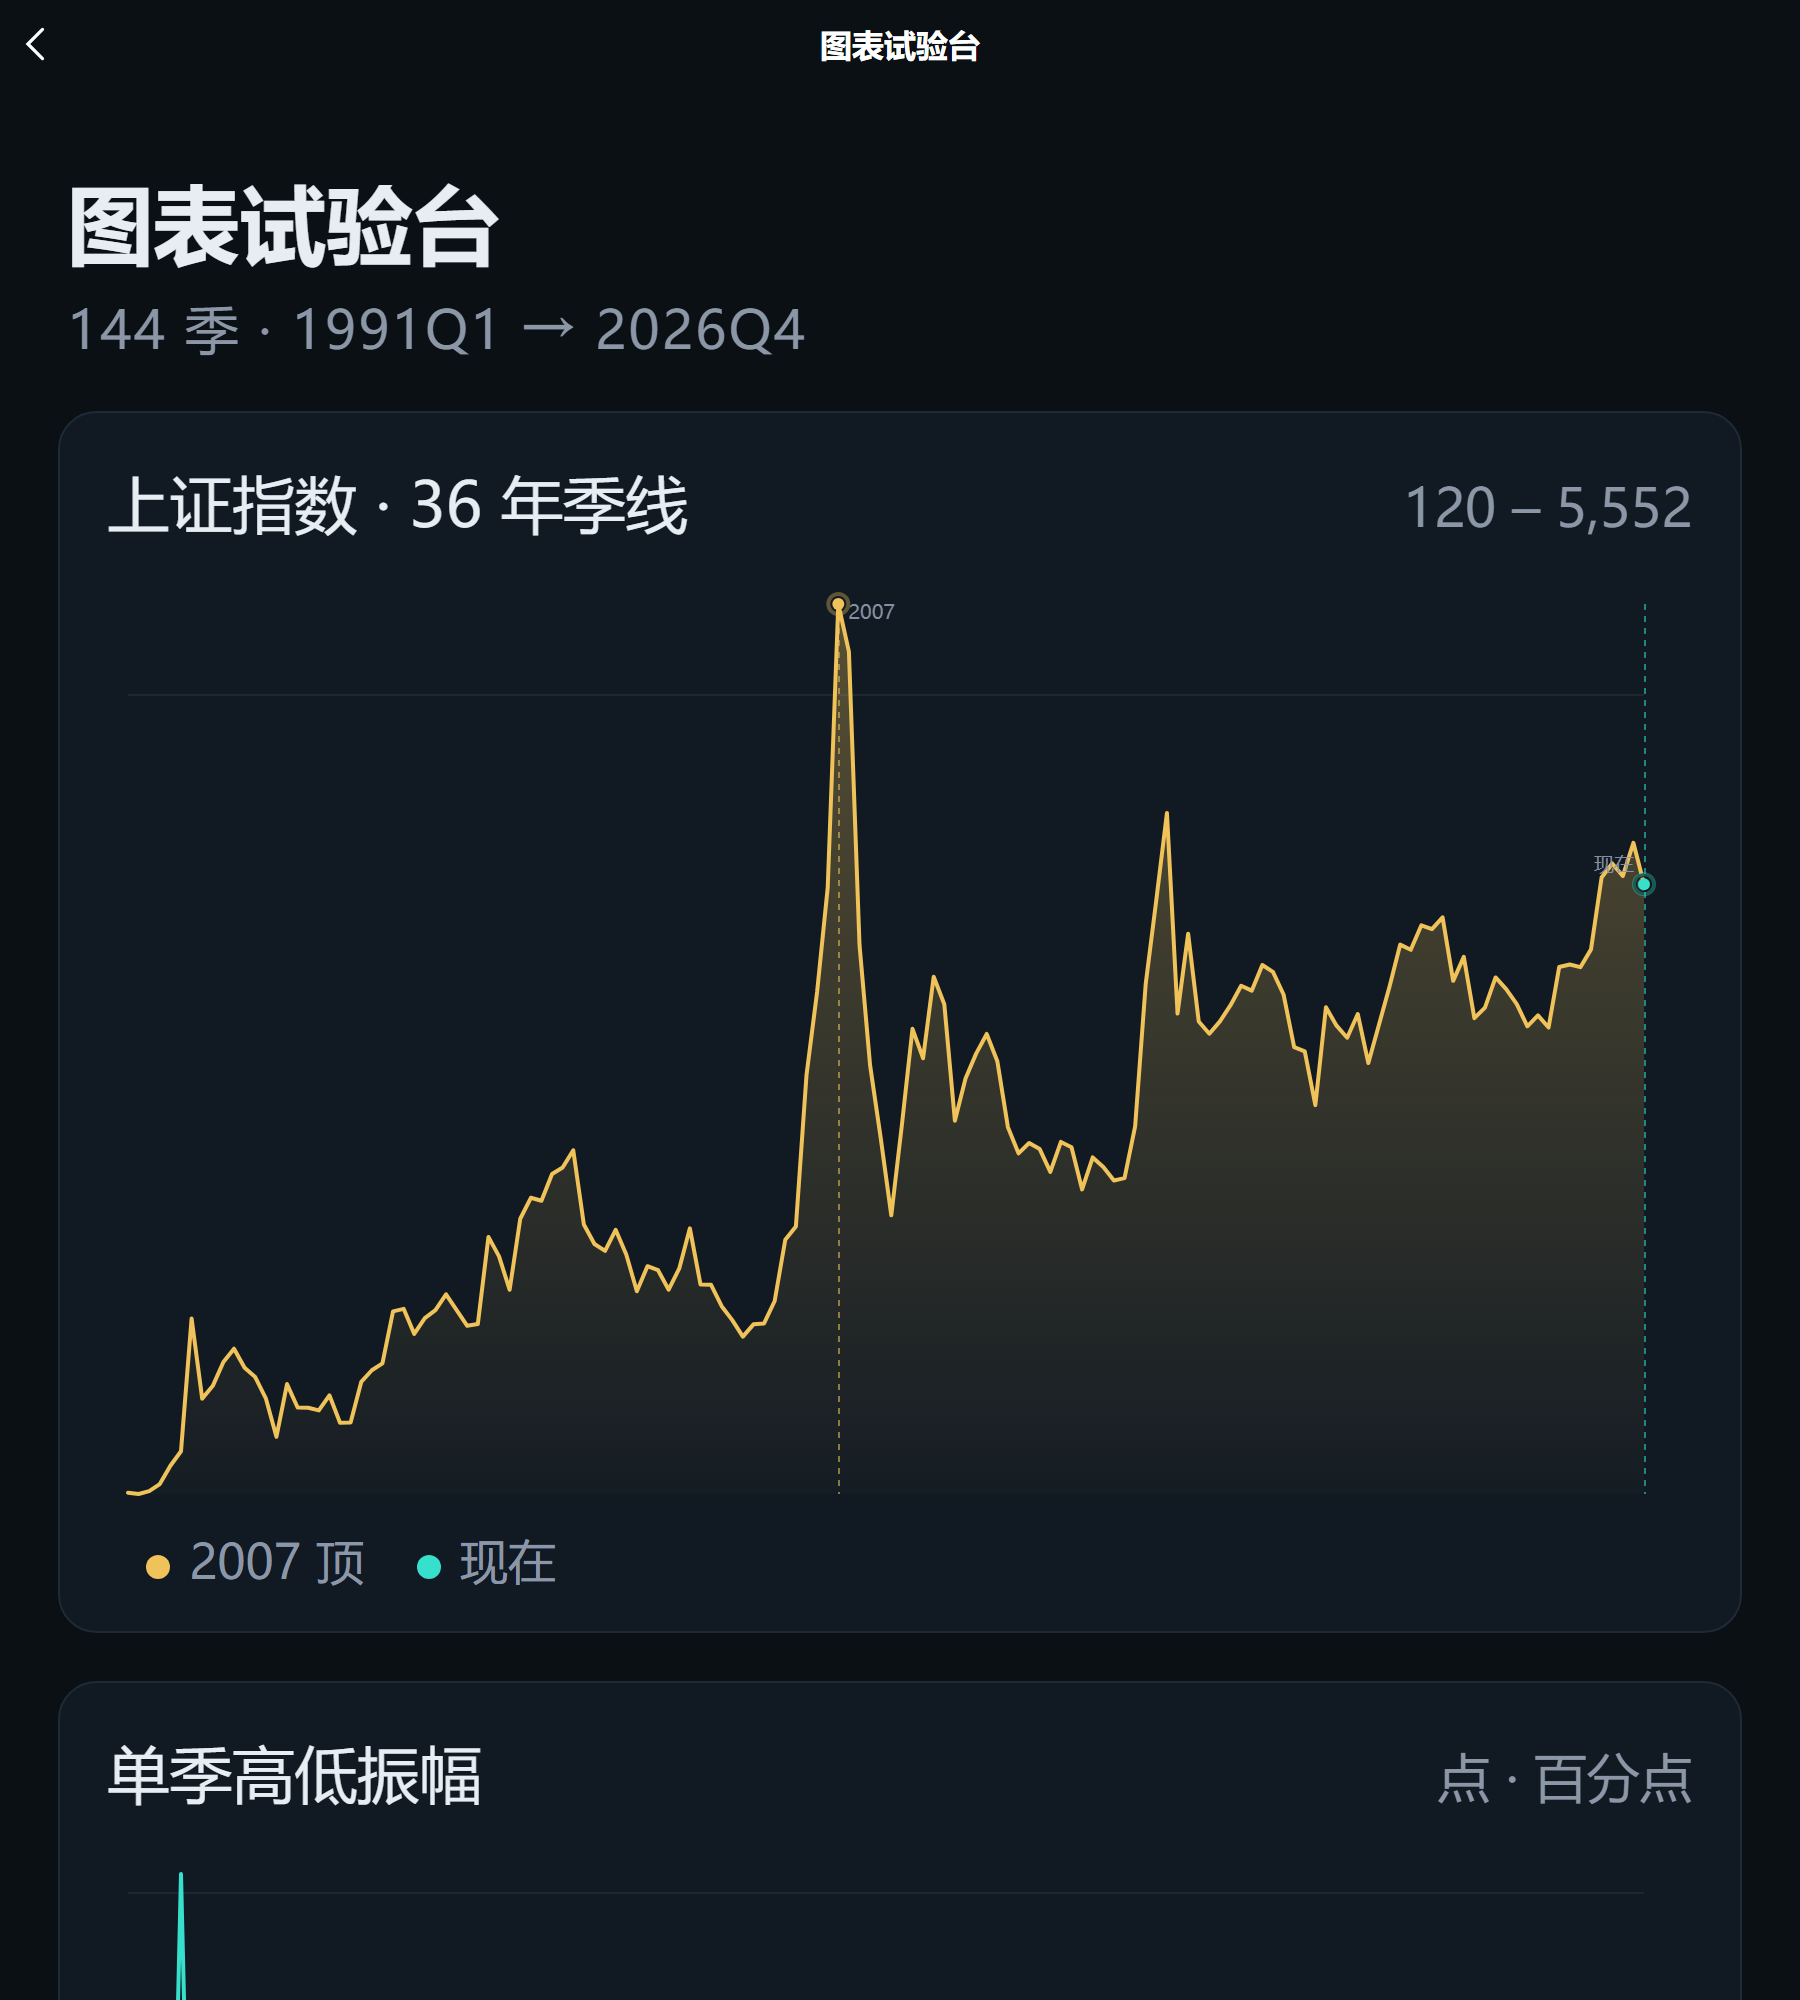 图表试验台
图表试验台
144 季 · 1991Q1 → 2026Q4
上证指数 · 36 年季线
120 – 5,552
2007
现在
2007 顶
现在
单季高低振幅
点 · 百分点